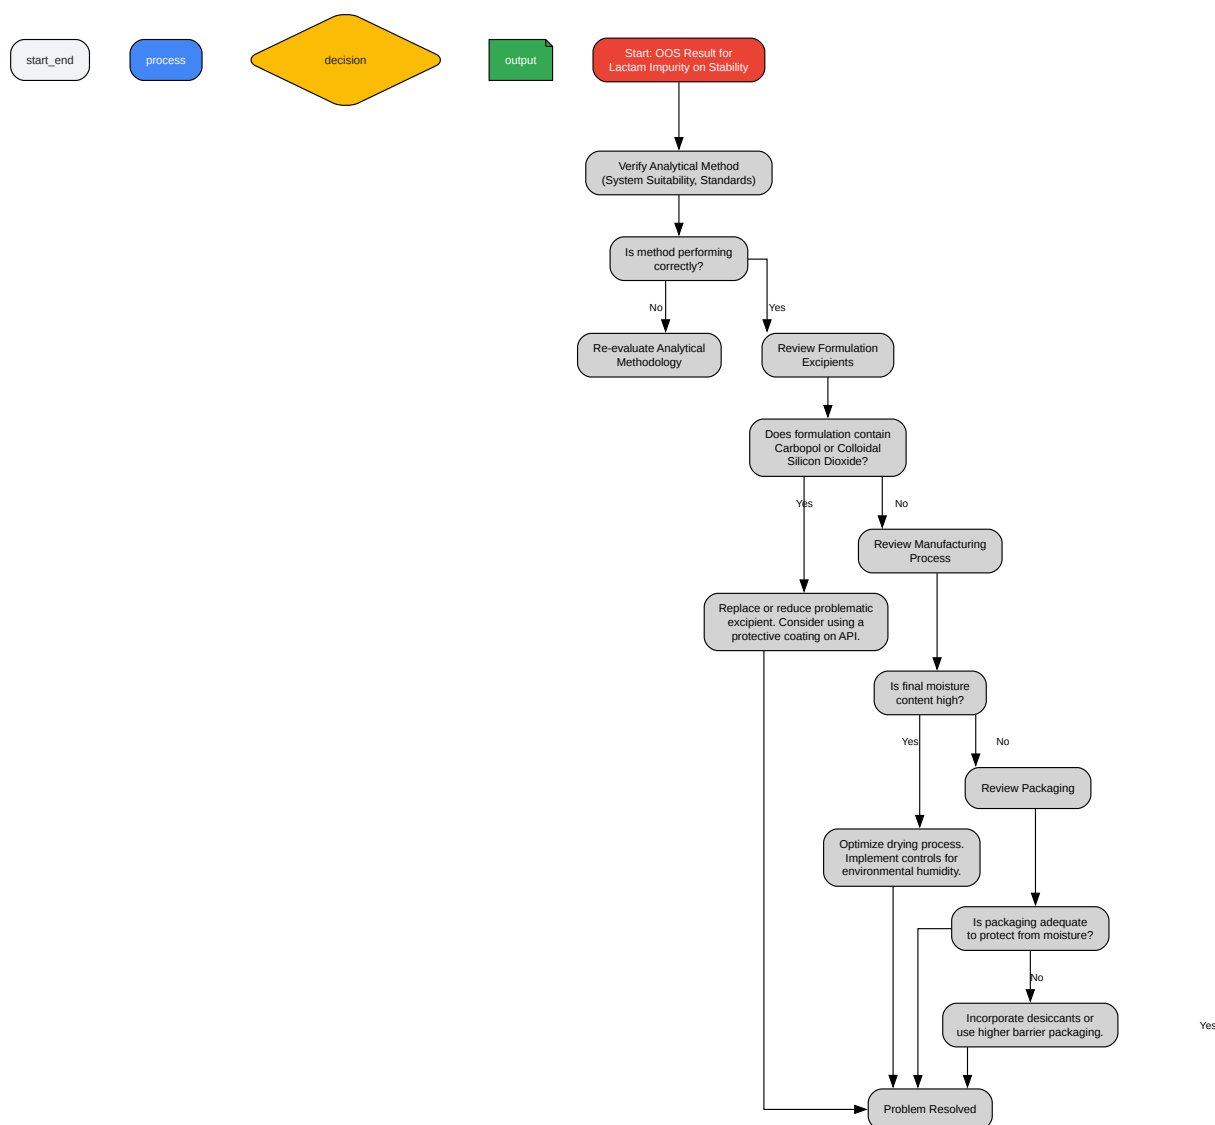 start_end
process
decision
output
Start: OOS Result for
Lactam Impurity on Stability
Verify Analytical Method
(System Suitability, Standards)
Is method performing
correctly?
No
Yes
Re-evaluate Analytical
Methodology
Review Formulation
Excipients
Does formulation contain
Carbopol or Colloidal
Silicon Dioxide?
Yes
No
Review Manufacturing
Process
Replace or reduce problematic
excipient. Consider using a
protective coating on API.
Is final moisture
content high?
Yes
No
Review Packaging
Optimize drying process.
Implement controls for
environmental humidity.
Is packaging adequate
to protect from moisture?
No
Incorporate desiccants or
use higher barrier packaging.
Yes
Problem Resolved